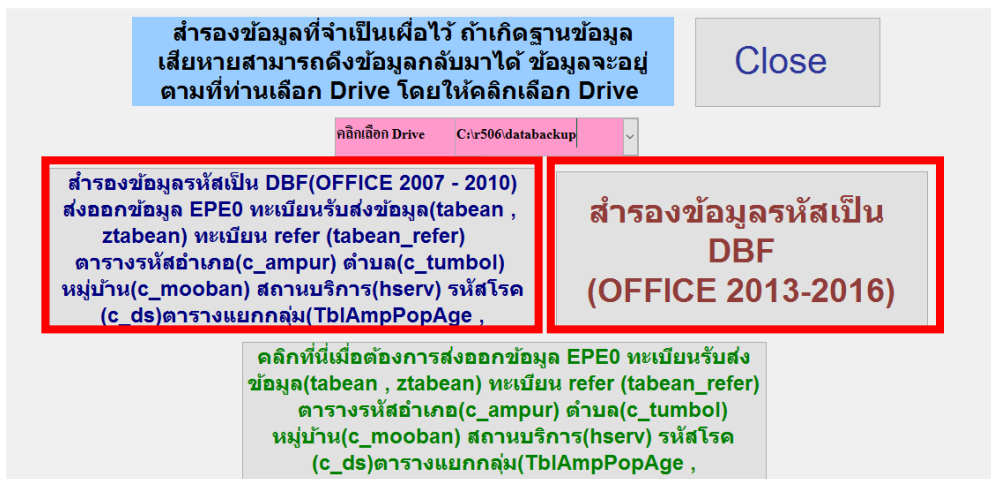 สำรองข้อมูลที่จำเป็นเผื่อไว้ ถ้าเกิดฐานข้อมูล
เสียหายสามารถดึงข้อมูลกลับมาได้ ข้อมูลจะอยู่
ตามที่ท่านเลือก Drive โดยให้คลิกเลือก Drive
Close
คลิกเลือก Drive C:\r506\databackup
สำรองข้อมูลรหัสเป็น DBF(OFFICE 2007 - 2010)
ส่งออกข้อมูล EPE0 ทะเบียนรับส่งข้อมูล(tabean ,
ztabean) ทะเบียน refer (tabean_refer)
ตารางรหัสอำเภอ(c_ampur) ตำบล(c_tumbol)
หมู่บ้าน(c_mooban) สถานบริการ(hserv) รหัสโรค
(c_ds)ตารางแยกกลุ่ม(TblAmpPopAge ,
สำรองข้อมูลรหัสเป็น
DBF
(OFFICE 2013-2016)
คลิกที่นี่เมื่อต้องการส่งออกข้อมูล EPE0 ทะเบียนรับส่ง
ข้อมูล(tabean , ztabean) ทะเบียน refer (tabean_refer)
ตารางรหัสอำเภอ(c_ampur) ตำบล(c_tumbol)
หมู่บ้าน(c_mooban) สถานบริการ(hserv) รหัสโรค
(c_ds)ตารางแยกกลุ่ม(TblAmpPopAge ,